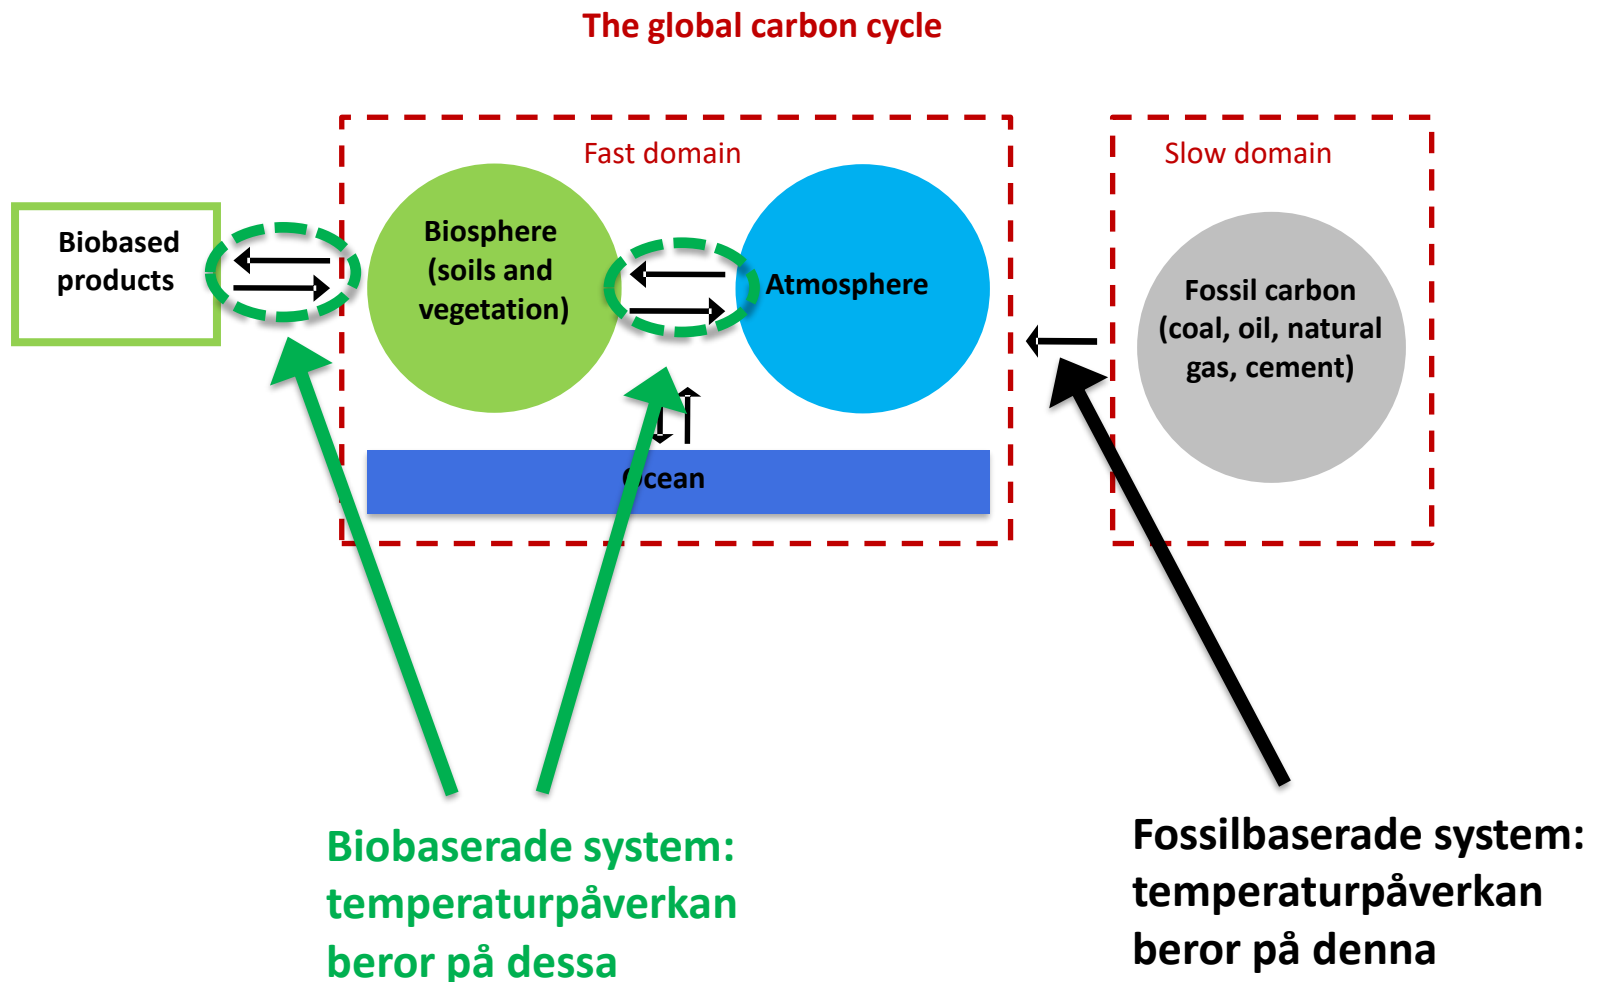 The global carbon cycle
Fast domain
Slow domain
Biobased
products
Biosphere
(soils and
vegetation)
Atmosphere
Fossil carbon
(coal, oil, natural
gas, cement)
Ocean
Biobaserade system:
temperaturpåverkan
beror på dessa
Fossilbaserade system:
temperaturpåverkan
beror på denna